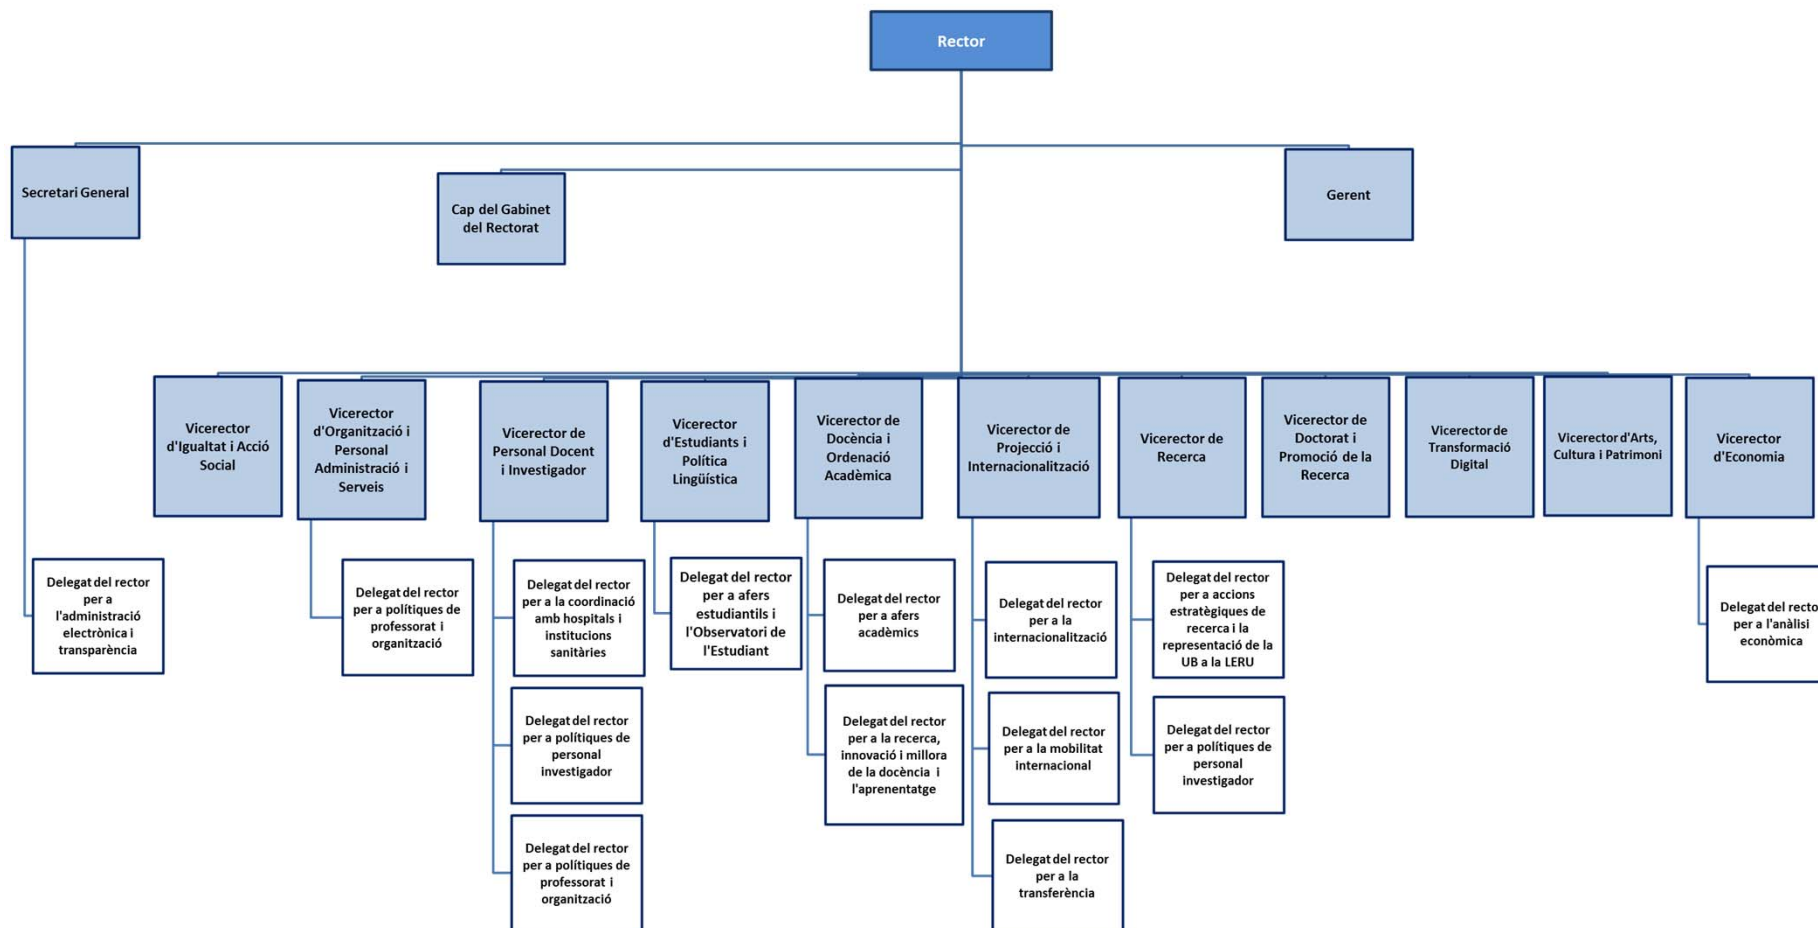 Rector
Secretari General
Cap del Gabinet
del Rectorat
Gerent
Vicerector
d'Igualtat i Acció
Social
Vicerector
d'Organització i
Personal
Administració i
Serveis
Vicerector de
Personal Docent
i Investigador
Vicerector
d'Estudiants i
Política
Lingüística
Vicerector de
Docència i
Ordenació
Acadèmica
Vicerector de
Projecció i
Internacionalització
Vicerector de
Recerca
Vicerector de
Doctorat i
Promoció de la
Recerca
Vicerector de
Transformació
Digital
Vicerector d'Arts,
Cultura i Patrimoni
Vicerector
d'Economia
Delegat del rector
per a
l'administració
electrònica i
transparència
Delegat del rector
per a polítiques de
professorat i
organització
Delegat del rector
per a la coordinació
amb hospitals i
institucions
sanitàries
Delegat del rector
per a afers
estudiantils i
l'Observatori de
l'Estudiant
Delegat del rector
per a afers
acadèmics
Delegat del rector
per a la
internacionalització
Delegat del rector
per a accions
estratègiques de
recerca i la
representació de la
UB a la LERU
Delegat del rector
per a l'anàlisi
econòmica
Delegat del rector
per a polítiques de
personal
investigador
Delegat del rector
per a la recerca,
innovació i millora
de la docència i
l'aprenentatge
Delegat del rector
per a la mobilitat
internacional
Delegat del rector
per a polítiques de
personal
investigador
Delegat del rector
per a polítiques de
professorat i
organització
Delegat del rector
per a la
transferència